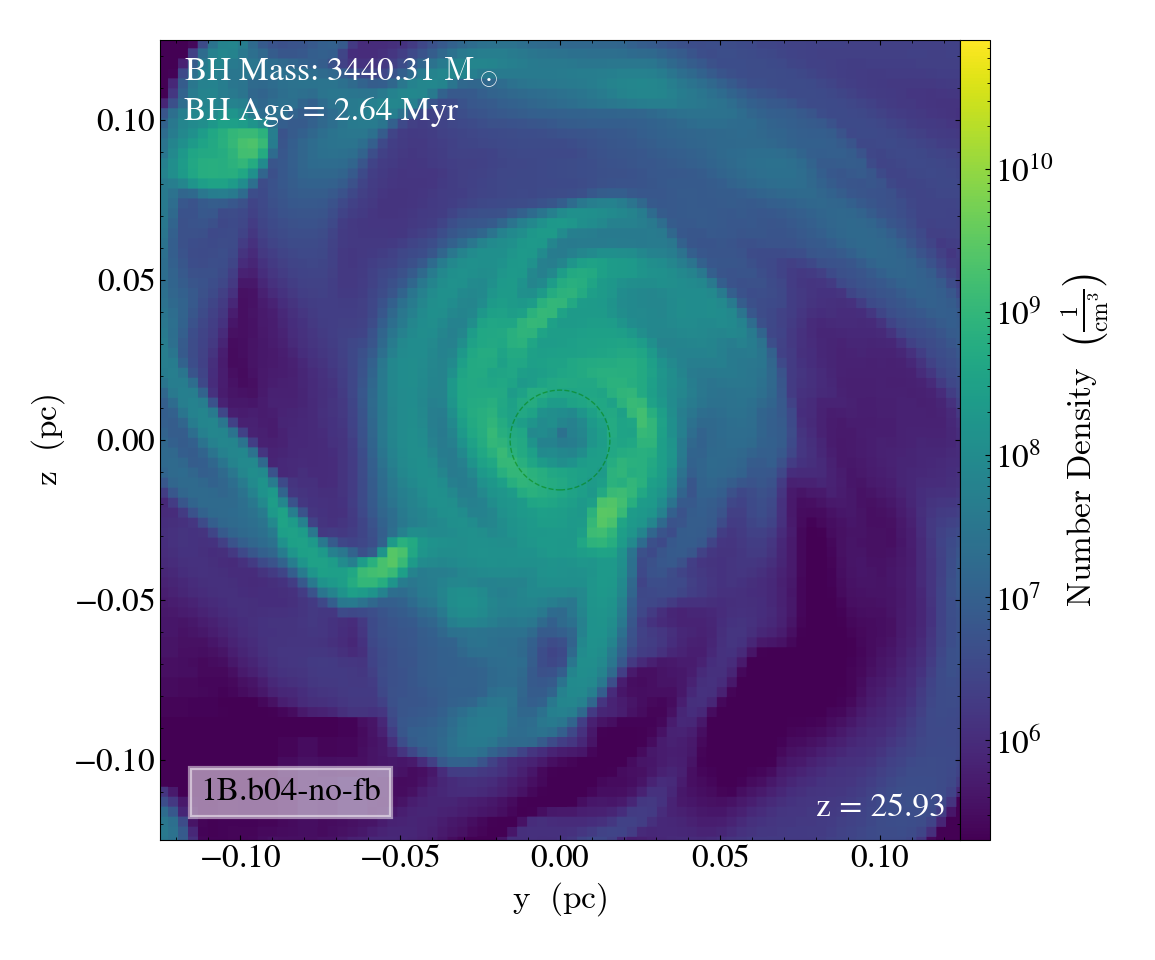 BH Mass: 3440.31 M⊙
BH Age = 2.64 Myr
0.10
0.05
0.00
−0.05
−0.10
z (pc)
1B.b04-no-fb
z = 25.93
−0.10
−0.05
0.00
0.05
0.10
y (pc)
10^10
10^9
10^8
10^7
10^6
Number Density (1/cm^3)